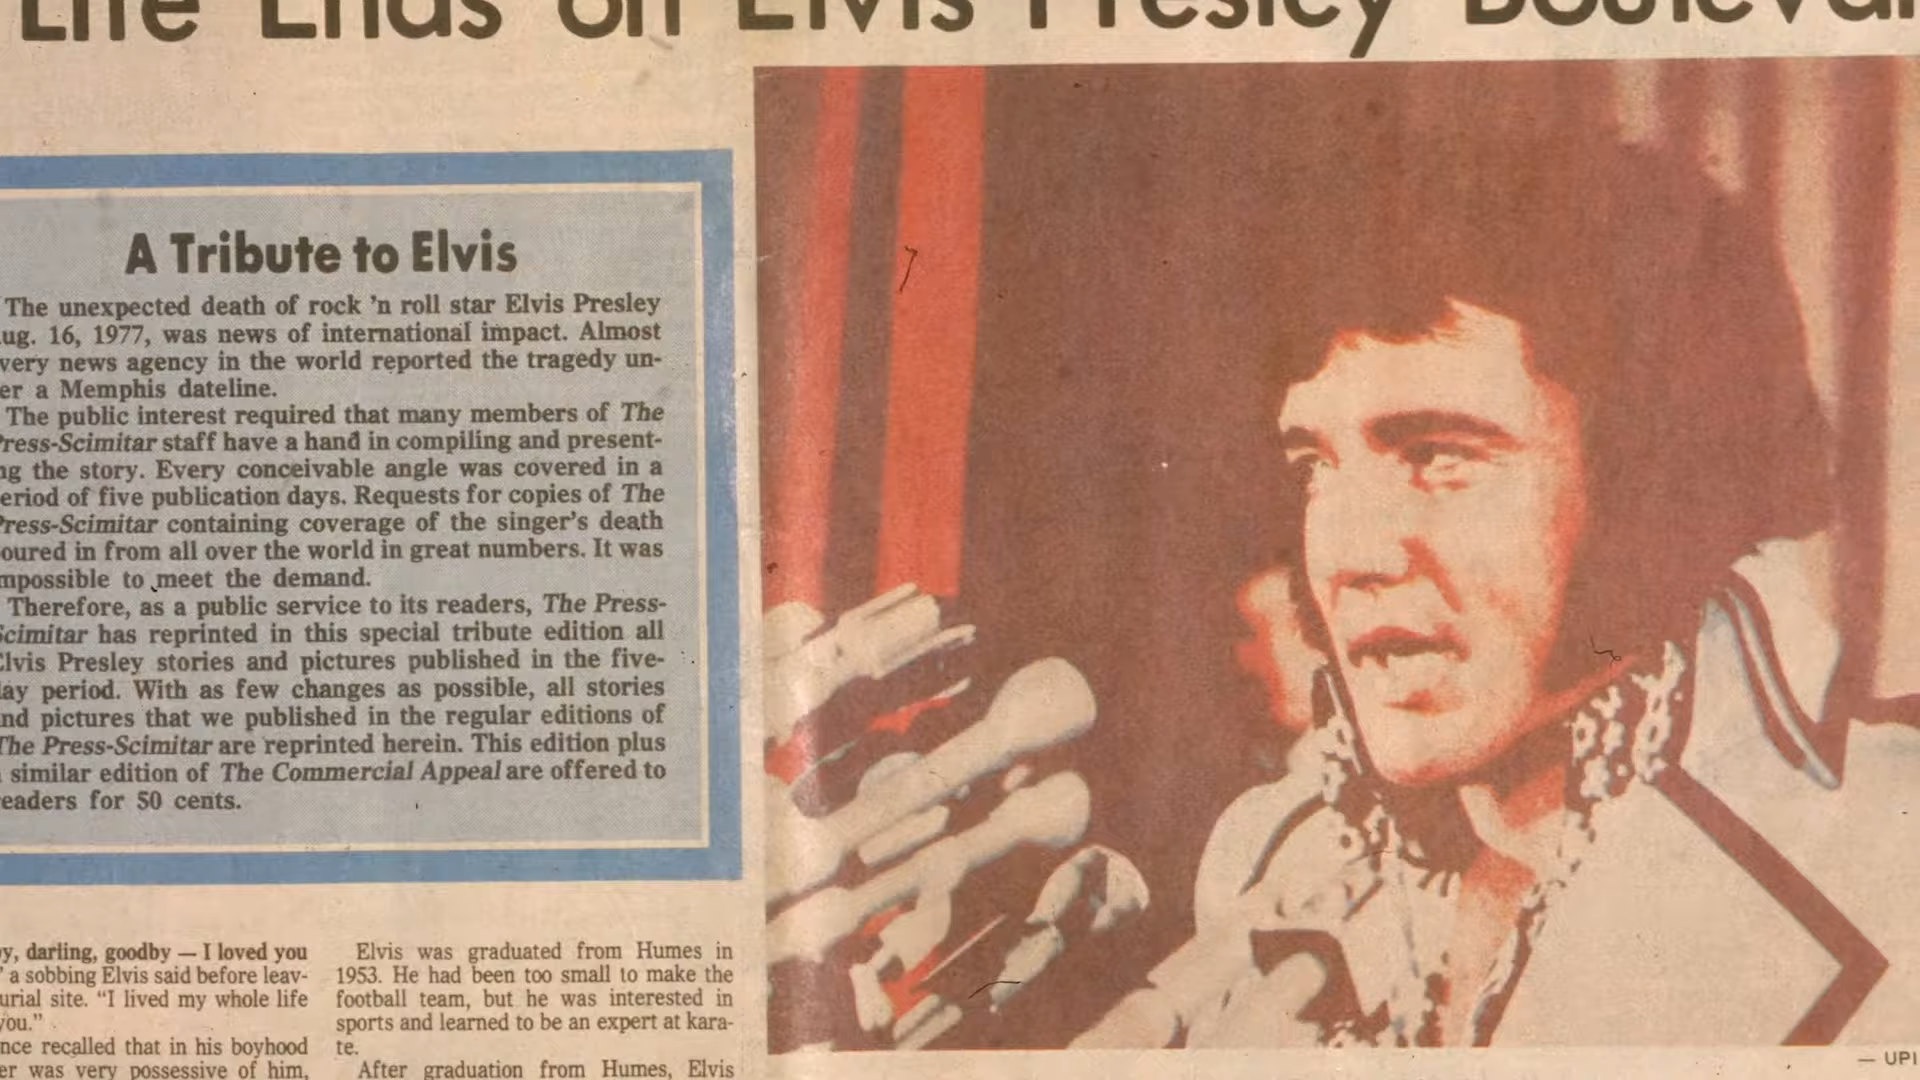 Life Ends on Elvis Presley Boulevar
A Tribute to Elvis
The unexpected death of rock 'n roll star Elvis Presley
ug. 16, 1977, was news of international impact. Almost
very news agency in the world reported the tragedy un-
er a Memphis dateline.
The public interest required that many members of The
Press-Scimitar staff have a hand in compiling and present-
ng the story. Every conceivable angle was covered in a
eriod of five publication days. Requests for copies of The
Press-Scimitar containing coverage of the singer's death
oured in from all over the world in great numbers. It was
mpossible to meet the demand.
Therefore, as a public service to its readers, The Press-
Scimitar has reprinted in this special tribute edition all
Elvis Presley stories and pictures published in the five-
day period. With as few changes as possible, all stories
nd pictures that we published in the regular editions of
The Press-Scimitar are reprinted herein. This edition plus
similar edition of The Commercial Appeal are offered to
readers for 50 cents.
y, darling, goodby — I loved you
" a sobbing Elvis said before leav-
urial site. "I lived my whole life
you."
nce recalled that in his boyhood
er was very possessive of him,
Elvis was graduated from Humes in
1953. He had been too small to make the
football team, but he was interested in
sports and learned to be an expert at kara-
te.
After graduation from Humes, Elvis
— UPI